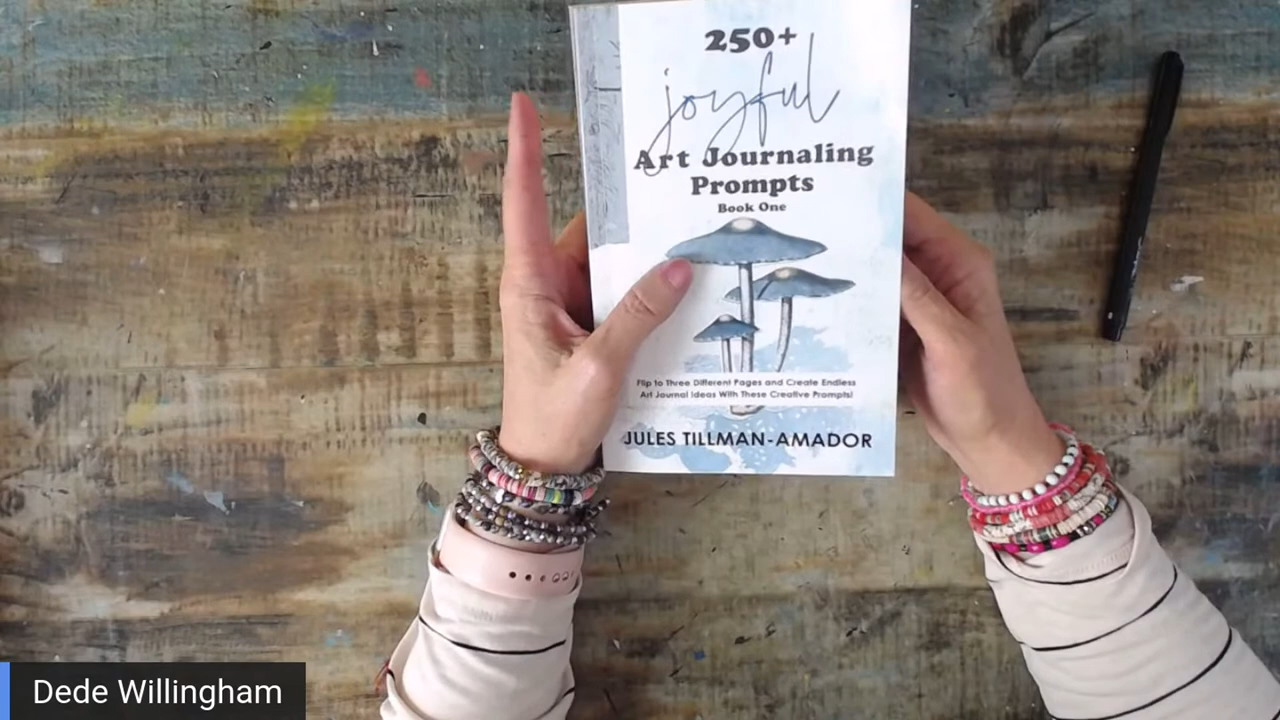 250+
joyful
Art Journaling
Prompts
Book One
Flip to Three Different Pages and Create Endless
Art Journal Ideas With These Creative Prompts!
JULES TILLMAN-AMADOR
Dede Willingham